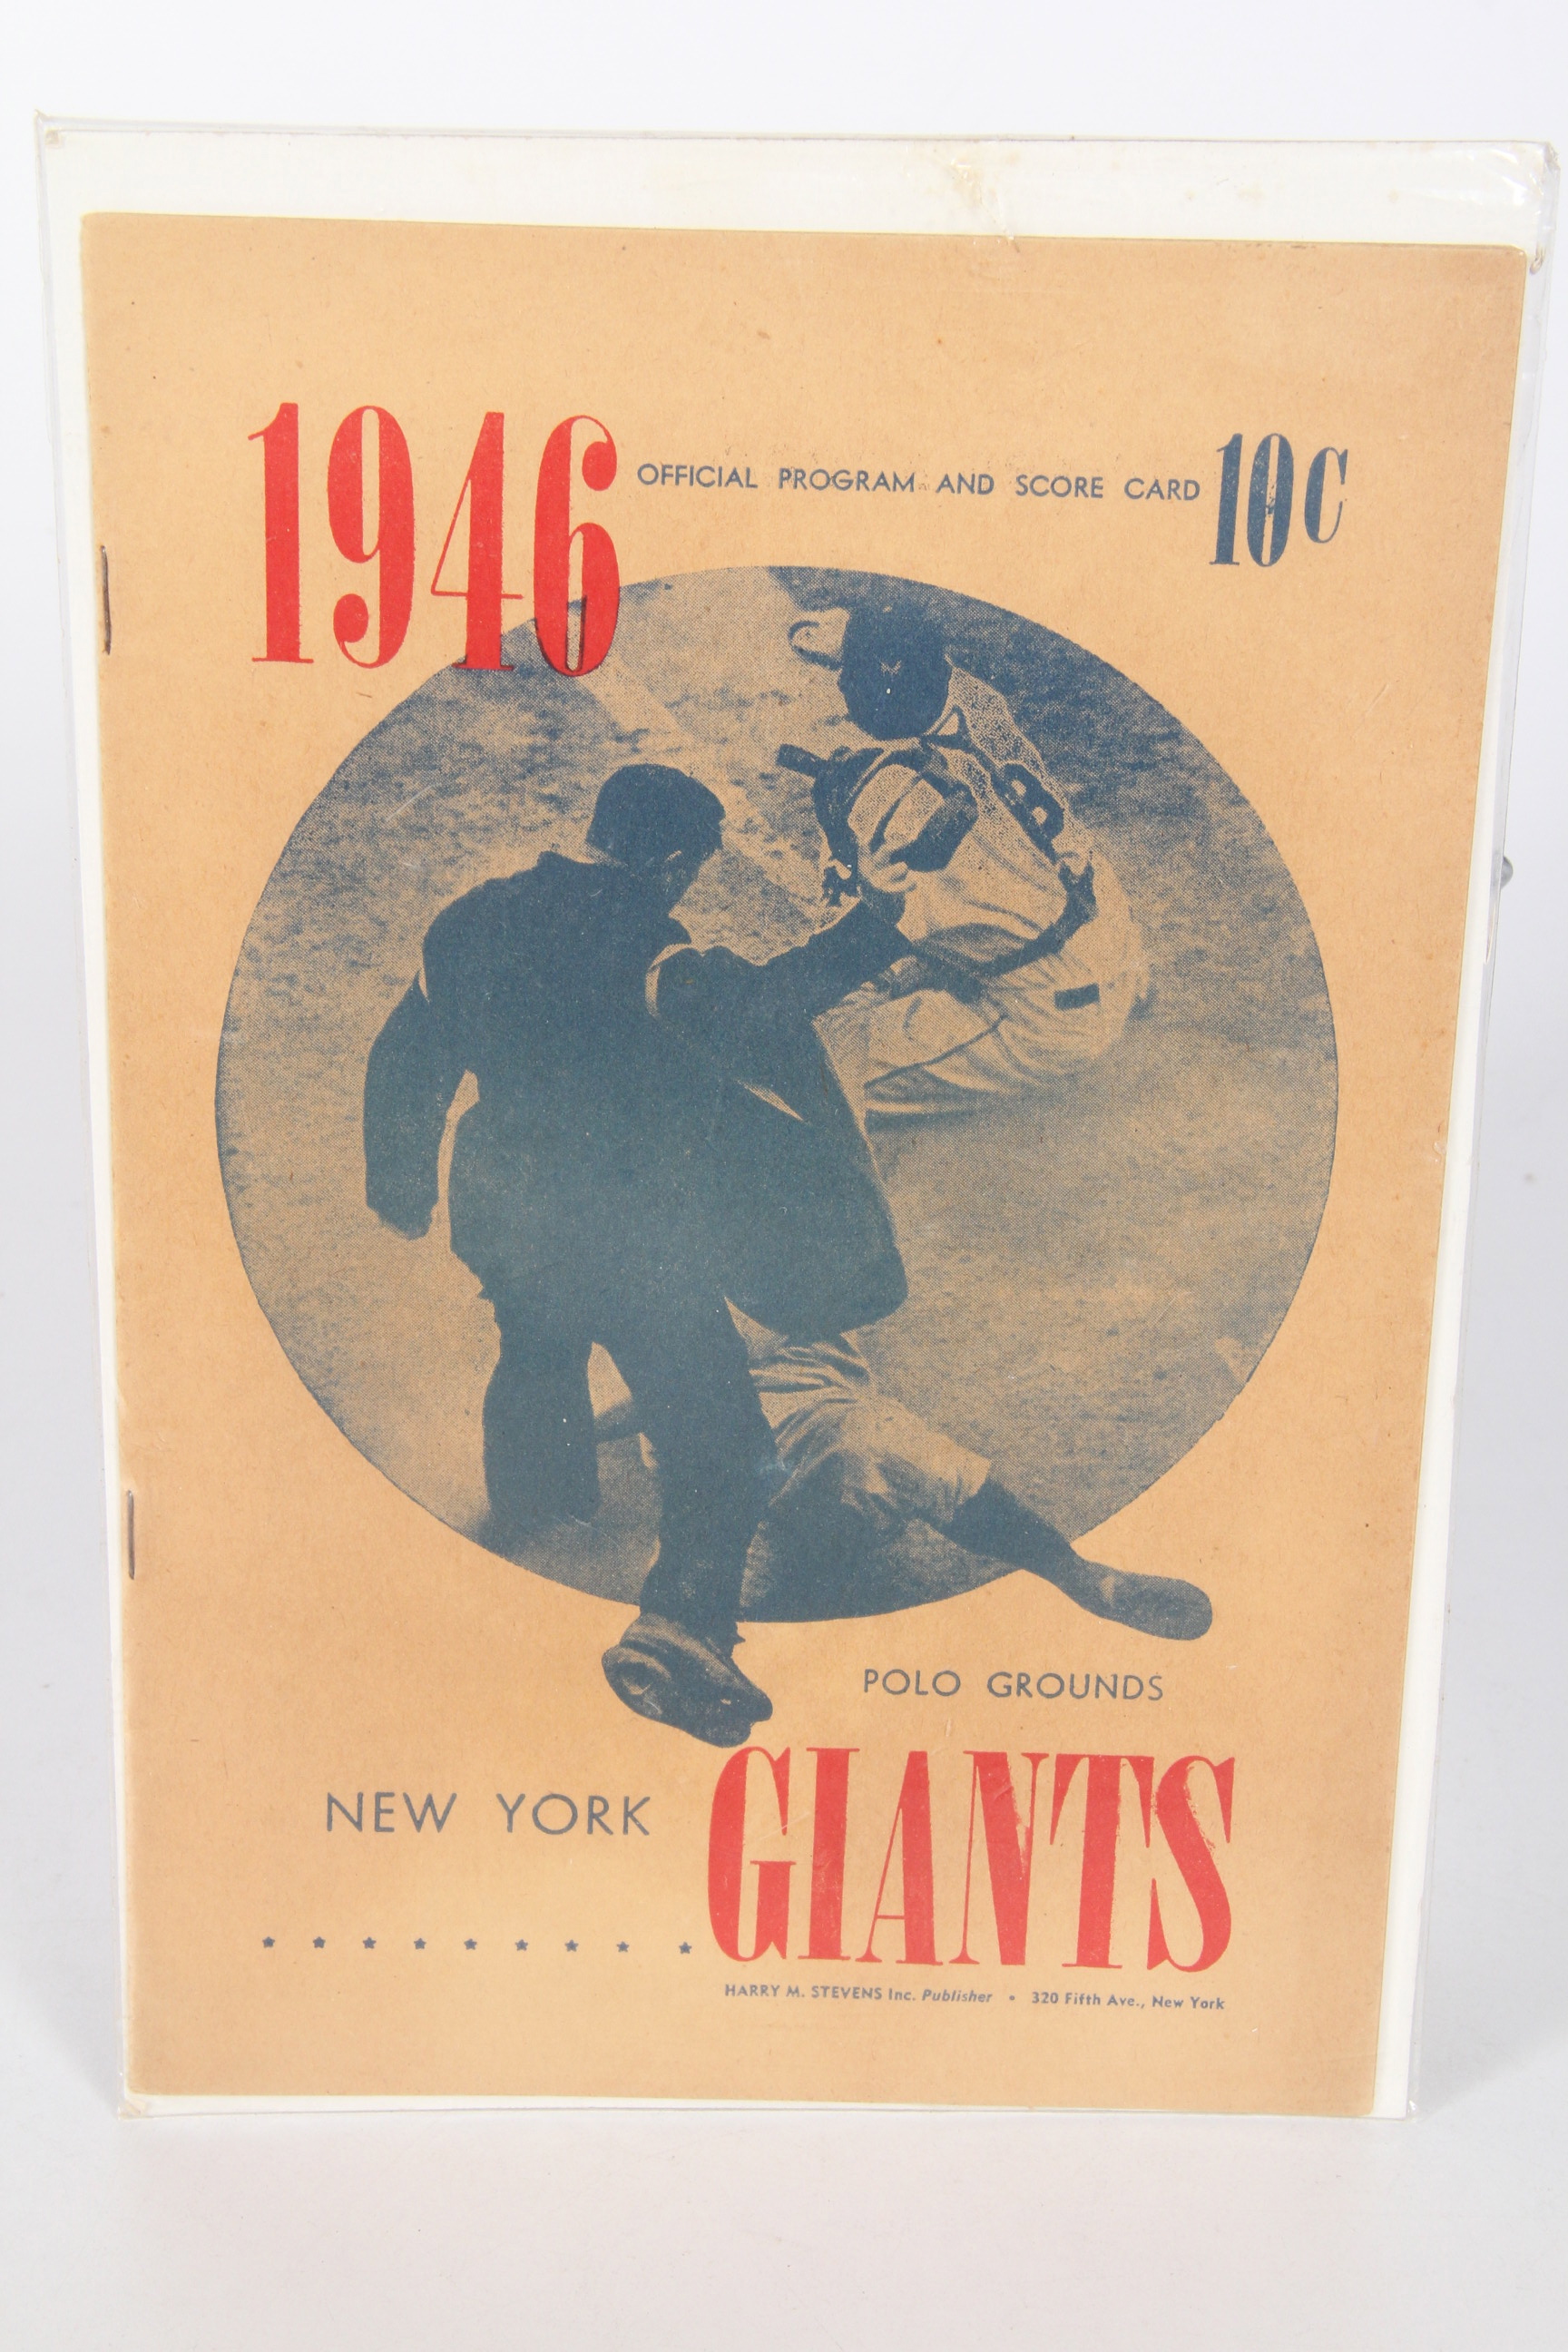 1946 OFFICIAL PROGRAM AND SCORE CARD 10C
POLO GROUNDS
NEW YORK GIANTS
HARRY M. STEVENS Inc. Publisher • 320 Fifth Ave., New York